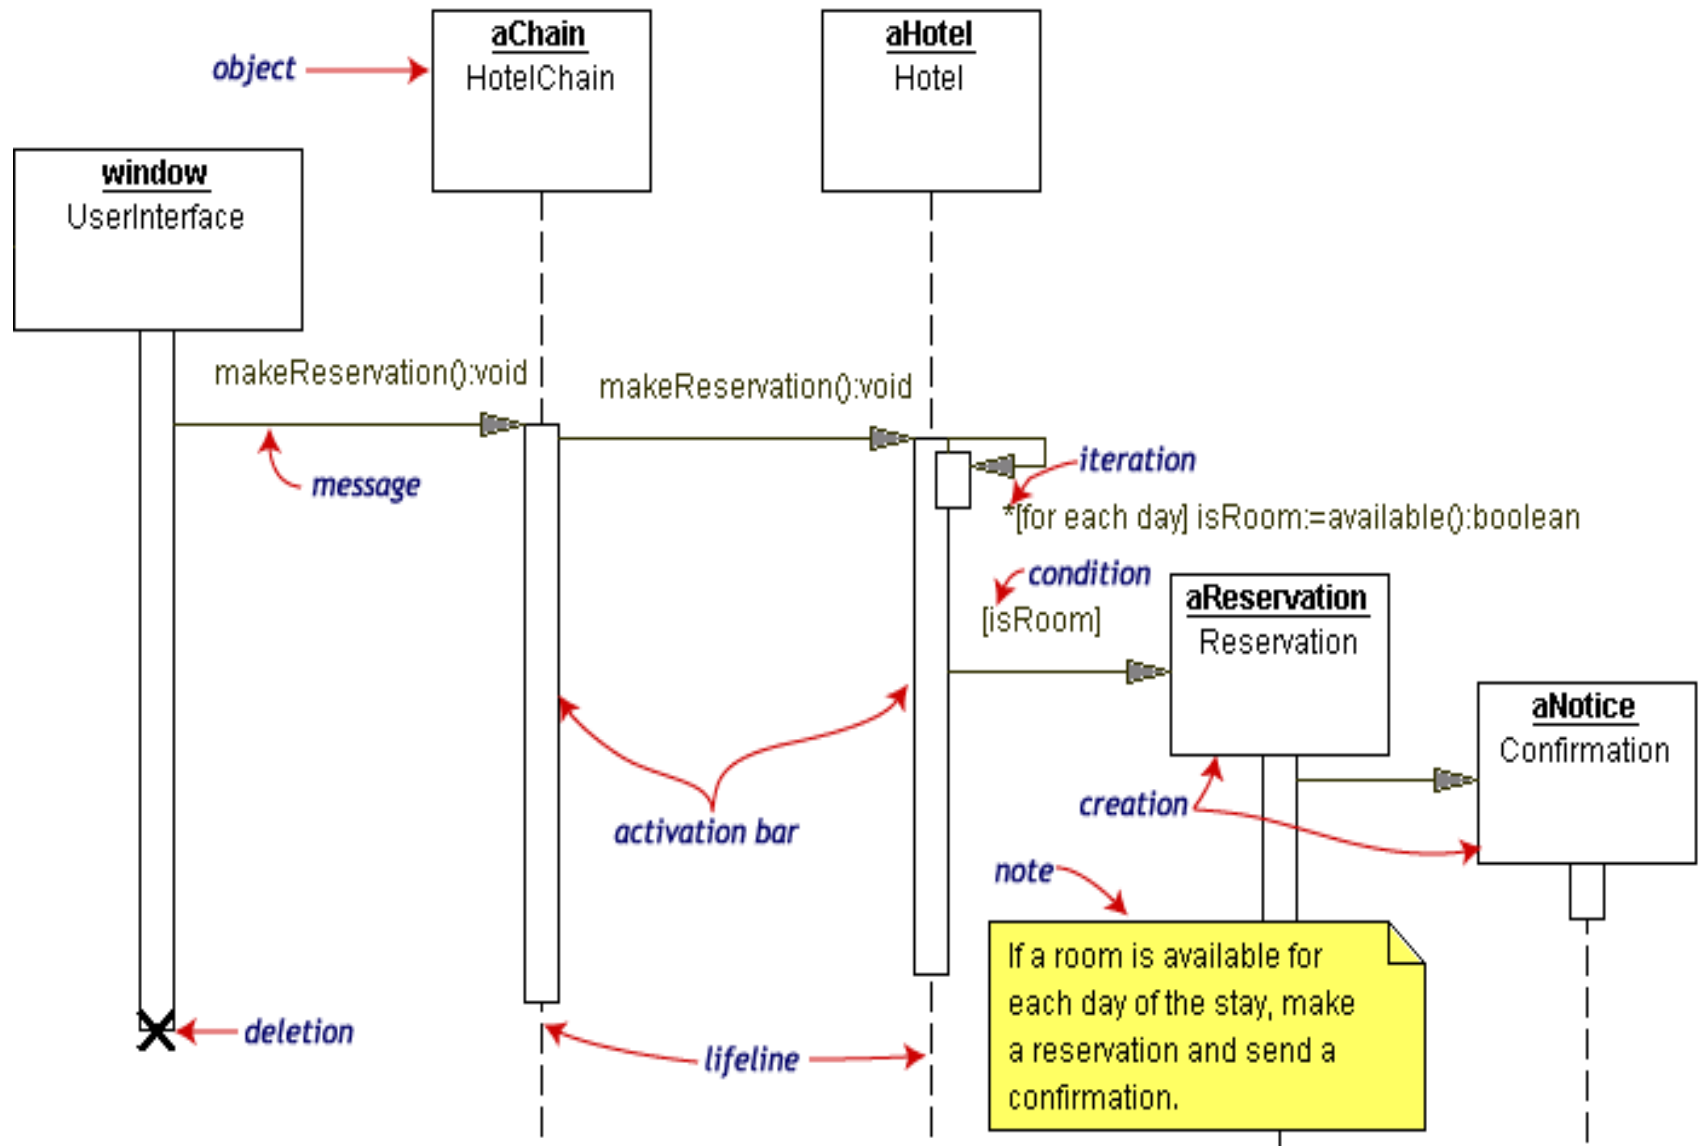 aChain
HotelChain
aHotel
Hotel
object
window
UserInterface
makeReservation():void
makeReservation():void
message
iteration
*[for each day] isRoom:=available():boolean
condition
[isRoom]
aReservation
Reservation
aNotice
Confirmation
activation bar
creation
note
If a room is available for
each day of the stay, make
a reservation and send a
confirmation.
deletion
lifeline